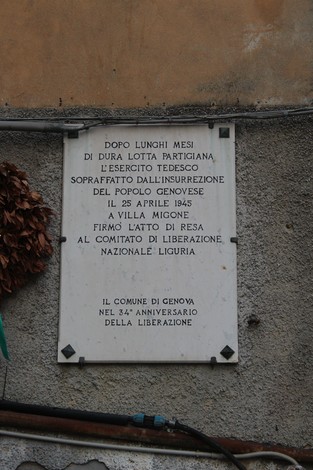 DOPO LUNGHI MESI
DI DURA LOTTA PARTIGIANA
L'ESERCITO TEDESCO
SOPRAFFATTO DALL'INSURREZIONE
DEL POPOLO GENOVESE
IL 25 APRILE 1945
A VILLA MIGONE
FIRMO' L'ATTO DI RESA
AL COMITATO DI LIBERAZIONE
NAZIONALE LIGURIA
IL COMUNE DI GENOVA
NEL 34° ANNIVERSARIO
DELLA LIBERAZIONE